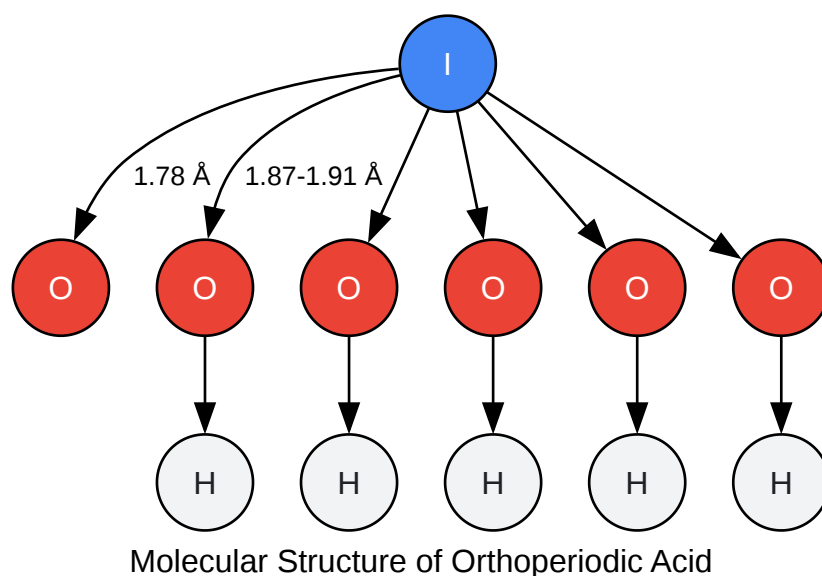 I
1.78 Å 1.87-1.91 Å
O O O O O O
H H H H H
Molecular Structure of Orthoperiodic Acid